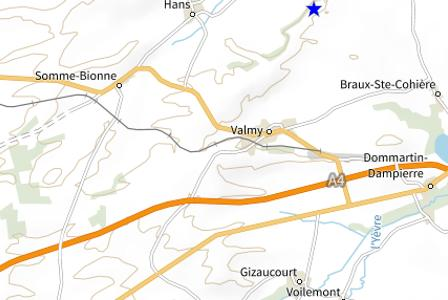 Hans
Somme-Bionne
Braux-Ste-Cohière
Valmy
Dommartin-
Dampierre
A4
l'Yèvre
Gizaucourt
Voilemont